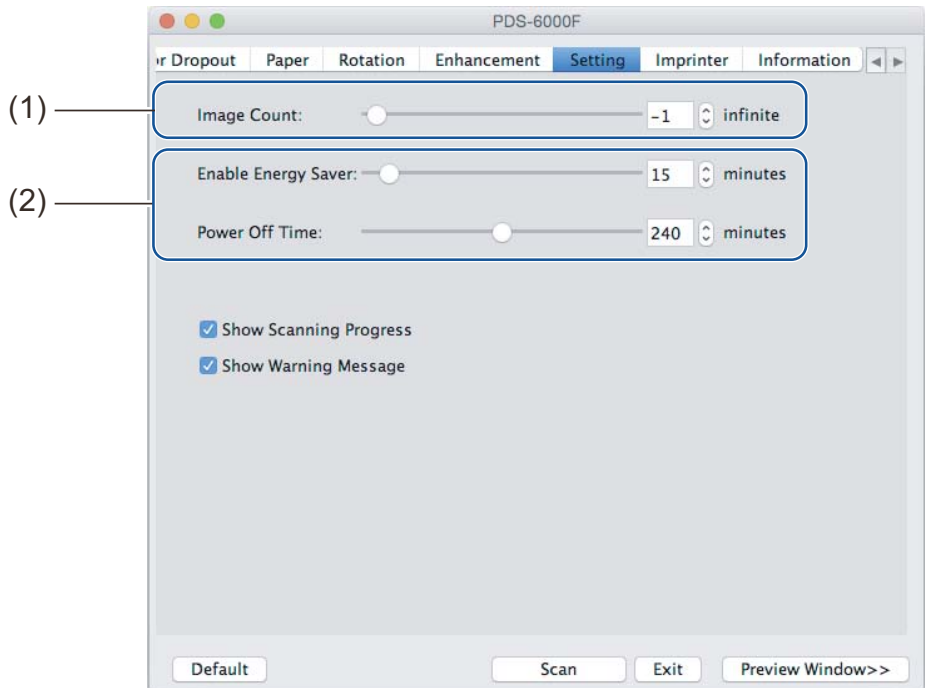 PDS-6000F
r Dropout Paper Rotation Enhancement Setting Imprinter Information
(1)
Image Count: -1 infinite
(2)
Enable Energy Saver: 15 minutes
Power Off Time: 240 minutes
Show Scanning Progress
Show Warning Message
Default Scan Exit Preview Window>>